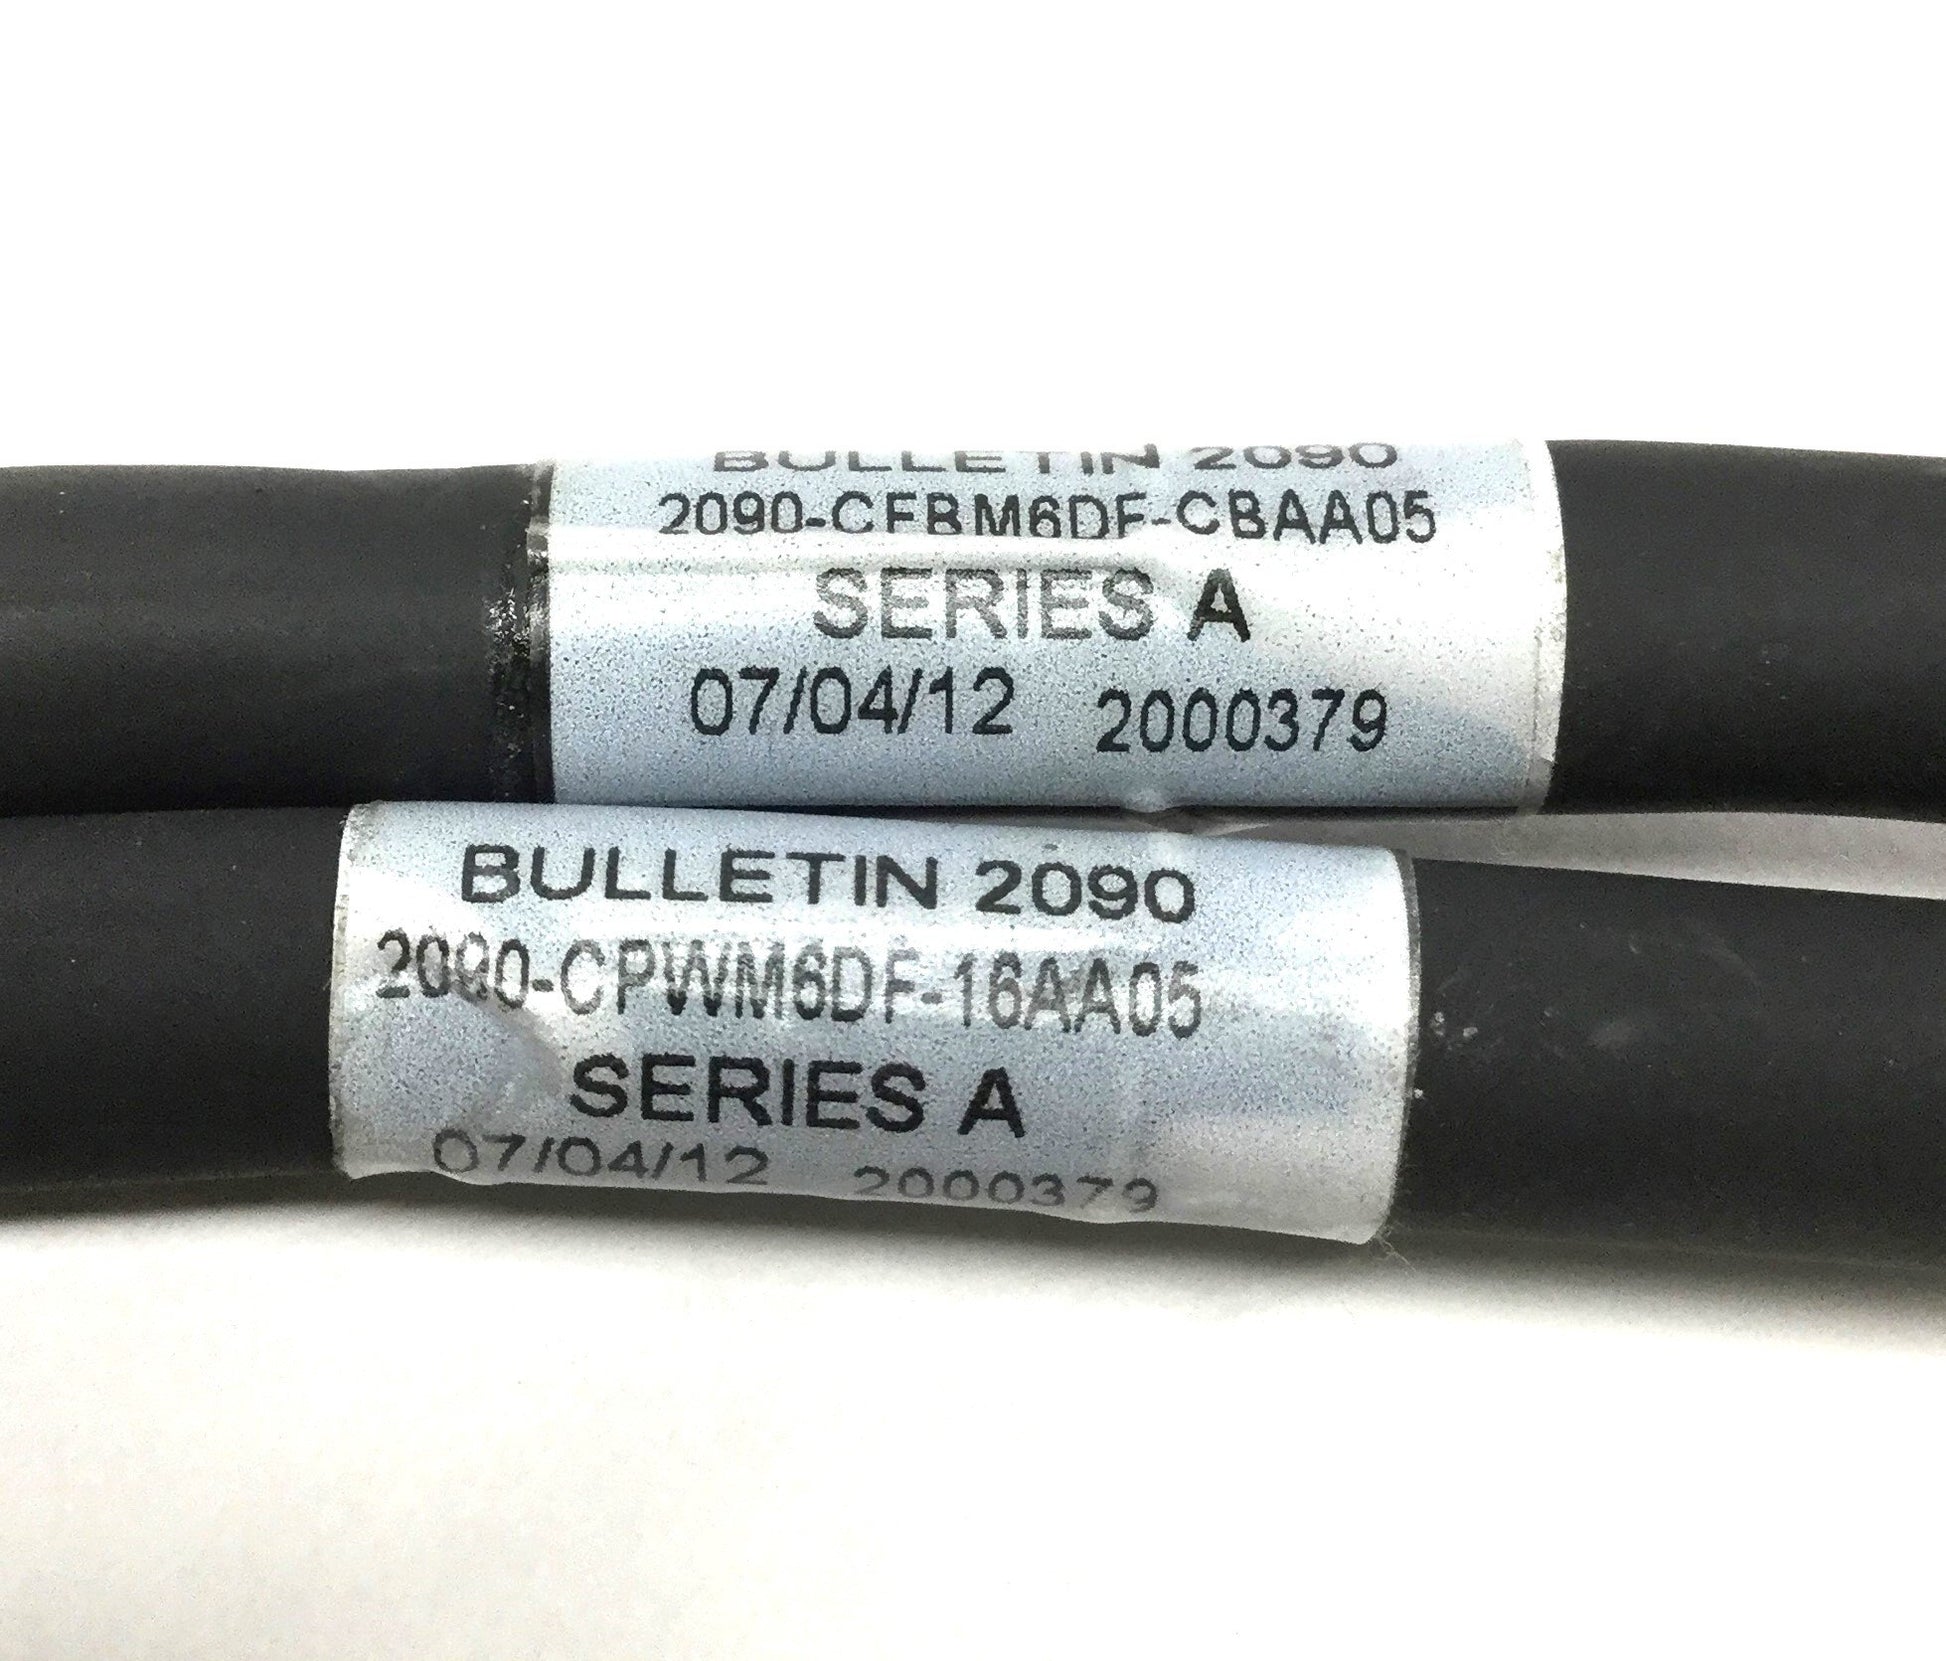 BULLETIN 2090
2090-CFBM6DF-CBAA05
SERIES A
07/04/12 2000379
BULLETIN 2090
2090-CPWM6DF-16AA05
SERIES A
07/04/12 2000379